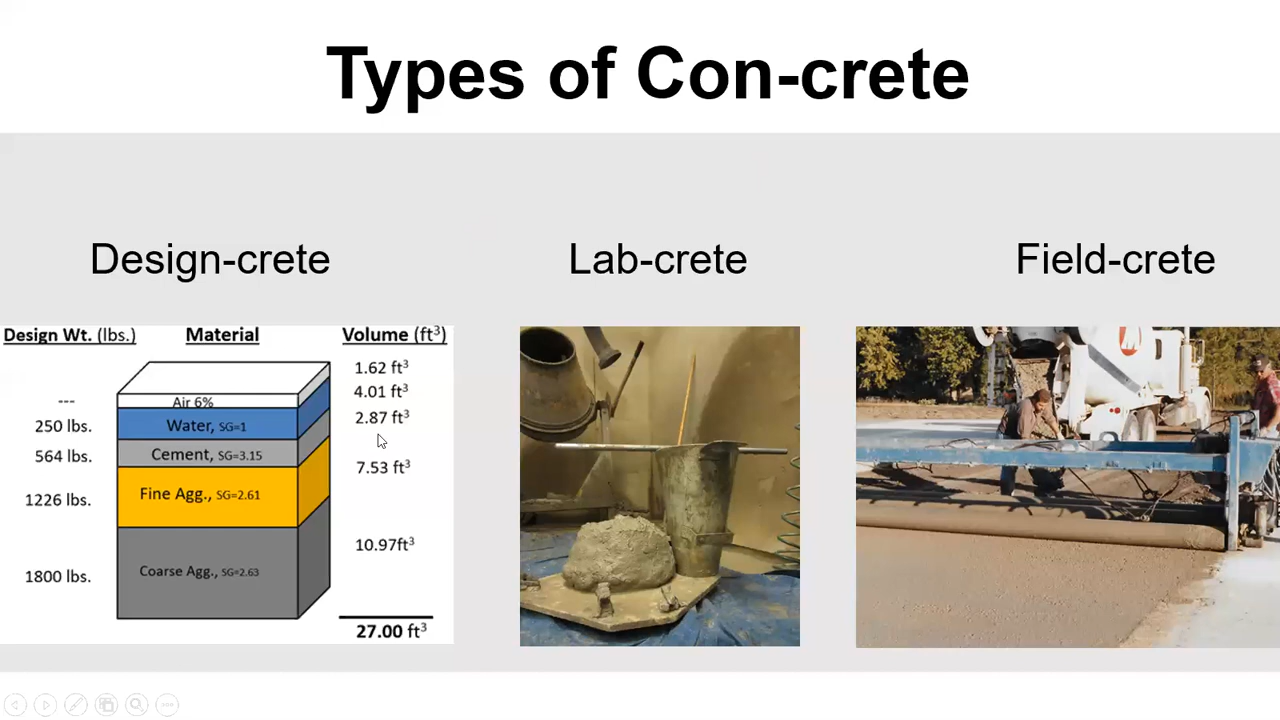 Types of Con-crete
Design-crete
Lab-crete
Field-crete
Design Wt. (lbs.) Material Volume (ft³)
1.62 ft³
--- Air 6% 4.01 ft³
250 lbs. Water, SG=1 2.87 ft³
564 lbs. Cement, SG=3.15
1226 lbs. Fine Agg., SG=2.61 7.53 ft³
10.97ft³
1800 lbs. Coarse Agg., SG=2.63
27.00 ft³